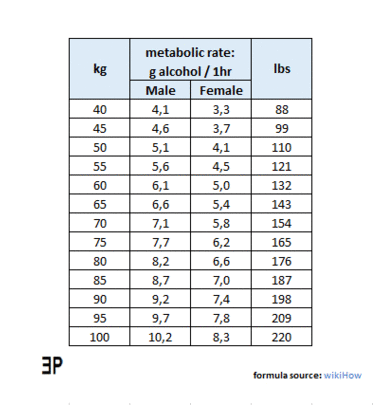 metabolic rate:
kg g alcohol / 1hr lbs
Male Female
40 4,1 3,3 88
45 4,6 3,7 99
50 5,1 4,1 110
55 5,6 4,5 121
60 6,1 5,0 132
65 6,6 5,4 143
70 7,1 5,8 154
75 7,7 6,2 165
80 8,2 6,6 176
85 8,7 7,0 187
90 9,2 7,4 198
95 9,7 7,8 209
100 10,2 8,3 220
ƎP
formula source: wikiHow